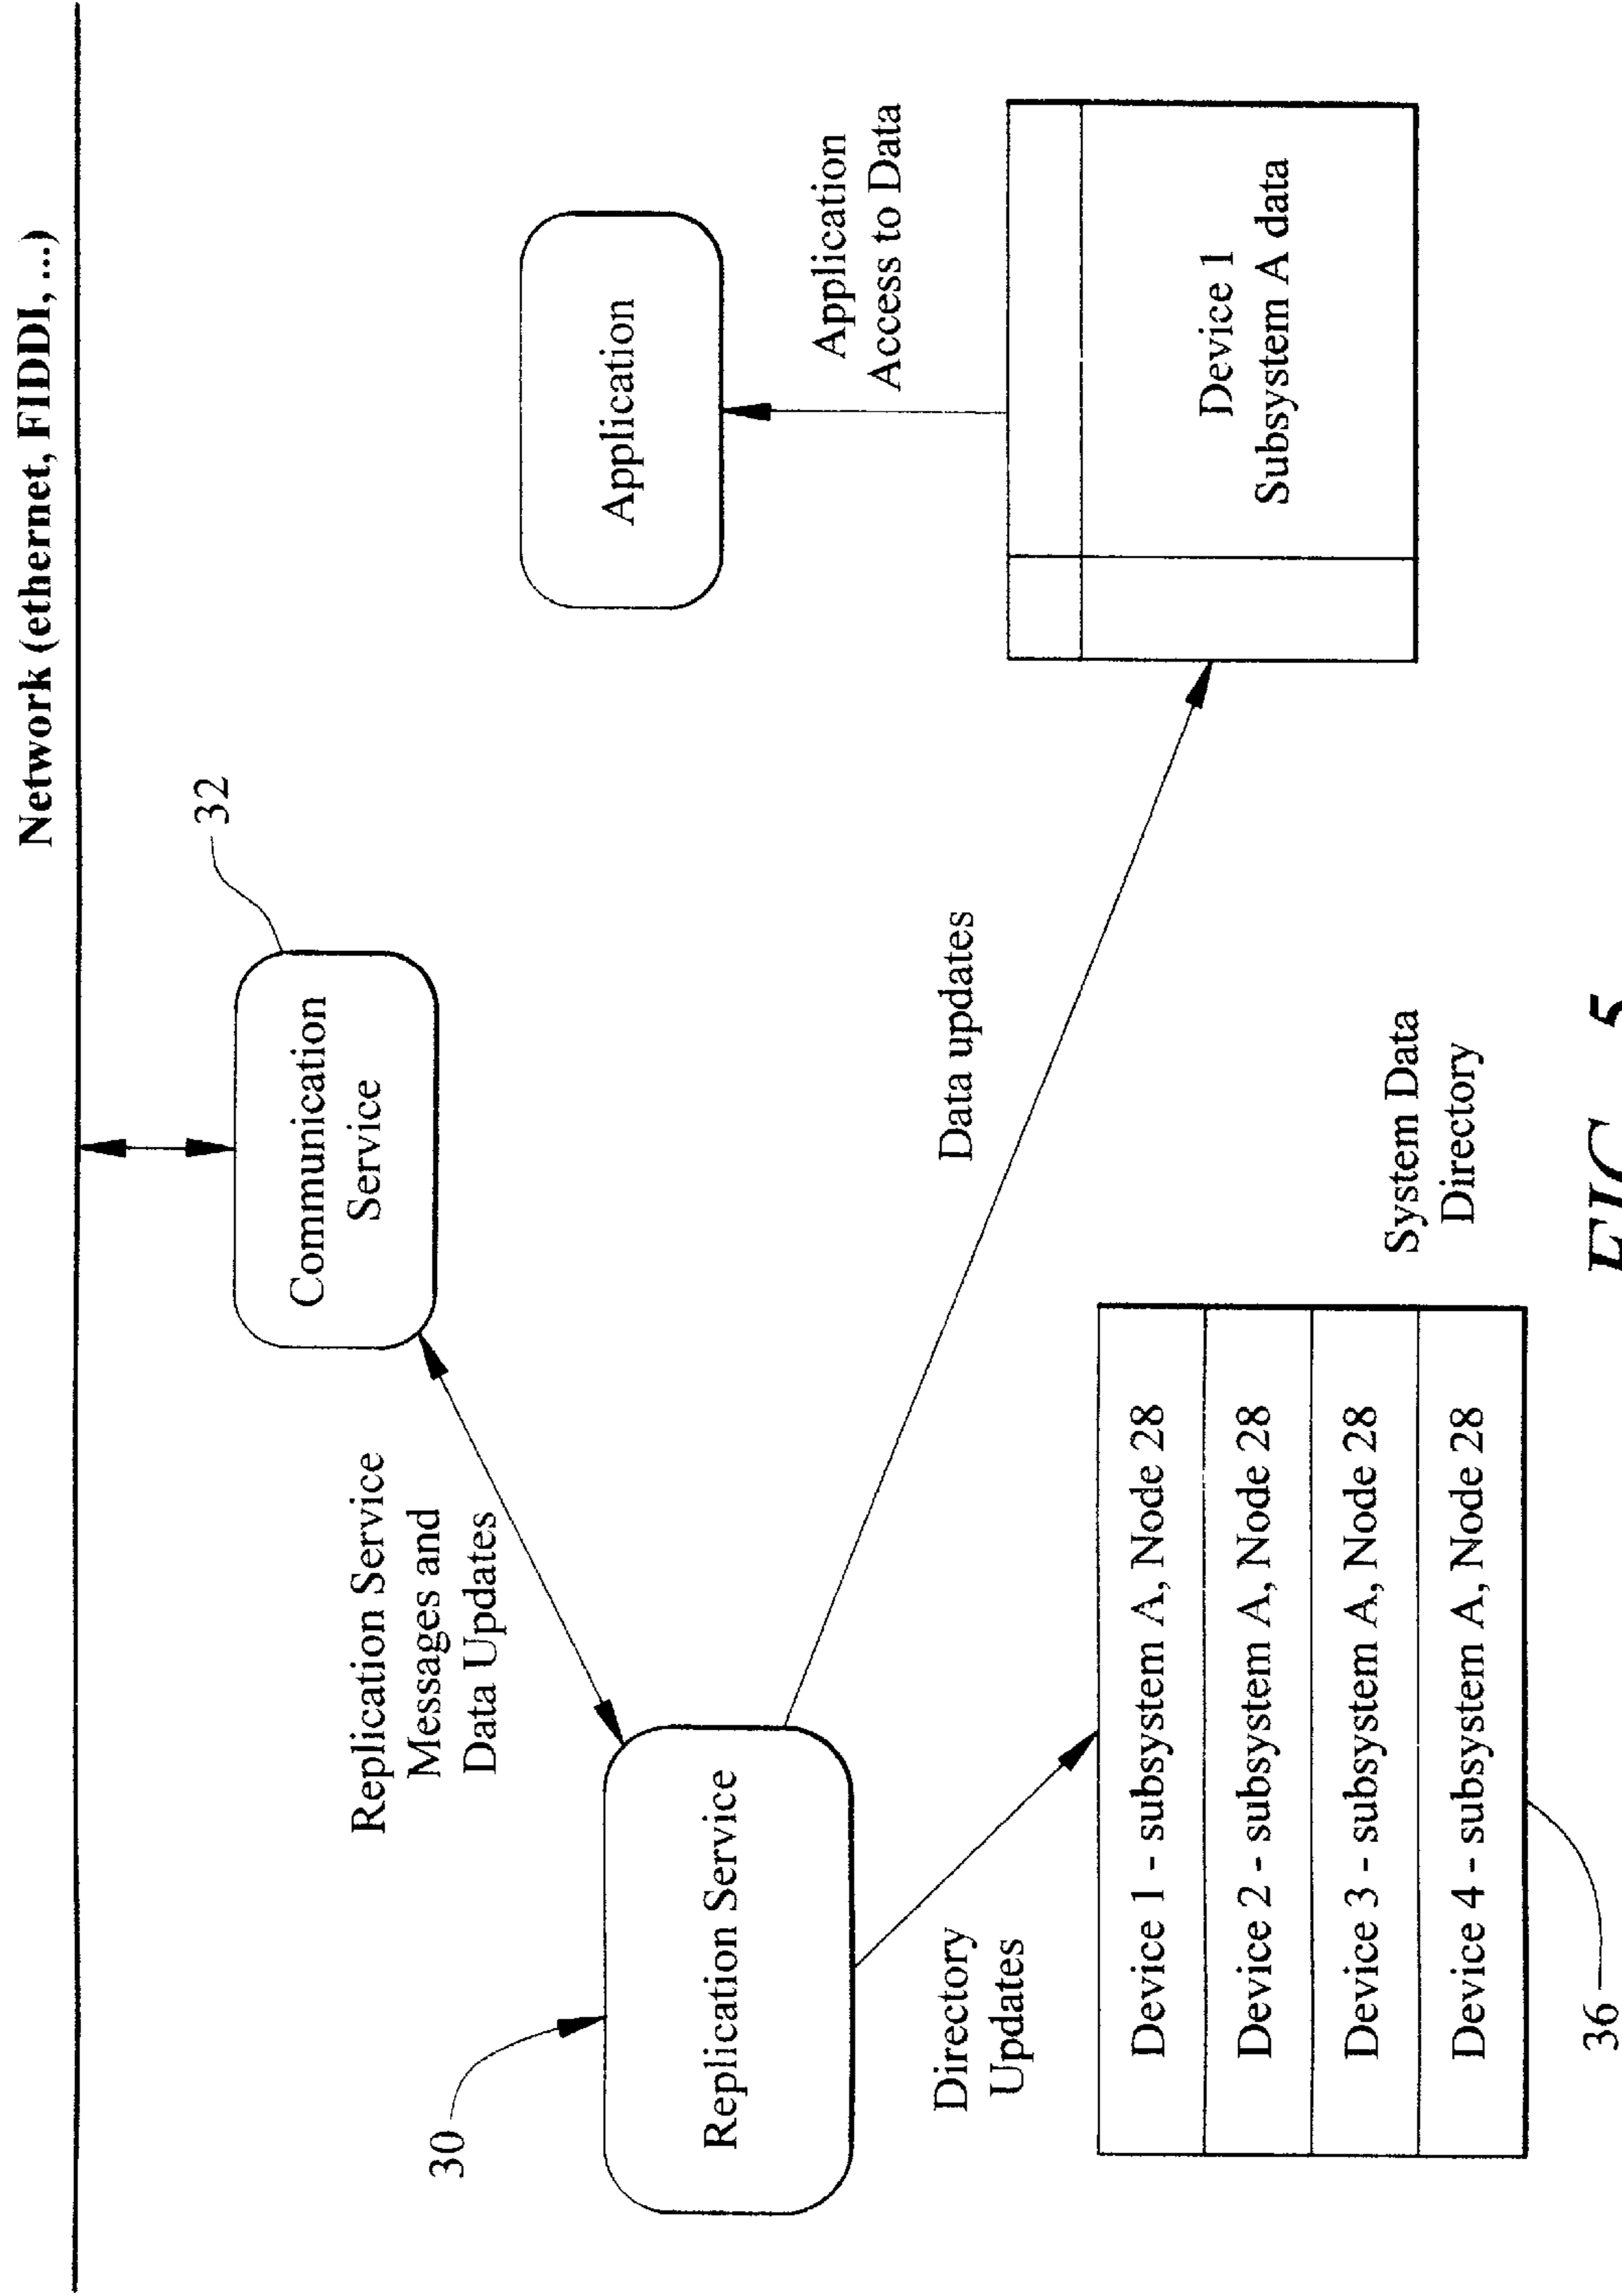 Network (ethernet, FIDDI, ...)
32
Communication
Service
Replication Service
Messages and
Data Updates
30
Replication Service
Application
Application
Access to Data
Data updates
Directory
Updates
Device 1
Subsystem A data
Device 1 - subsystem A, Node 28
Device 2 - subsystem A, Node 28
Device 3 - subsystem A, Node 28
Device 4 - subsystem A, Node 28
System Data
Directory
36
FIG. 5